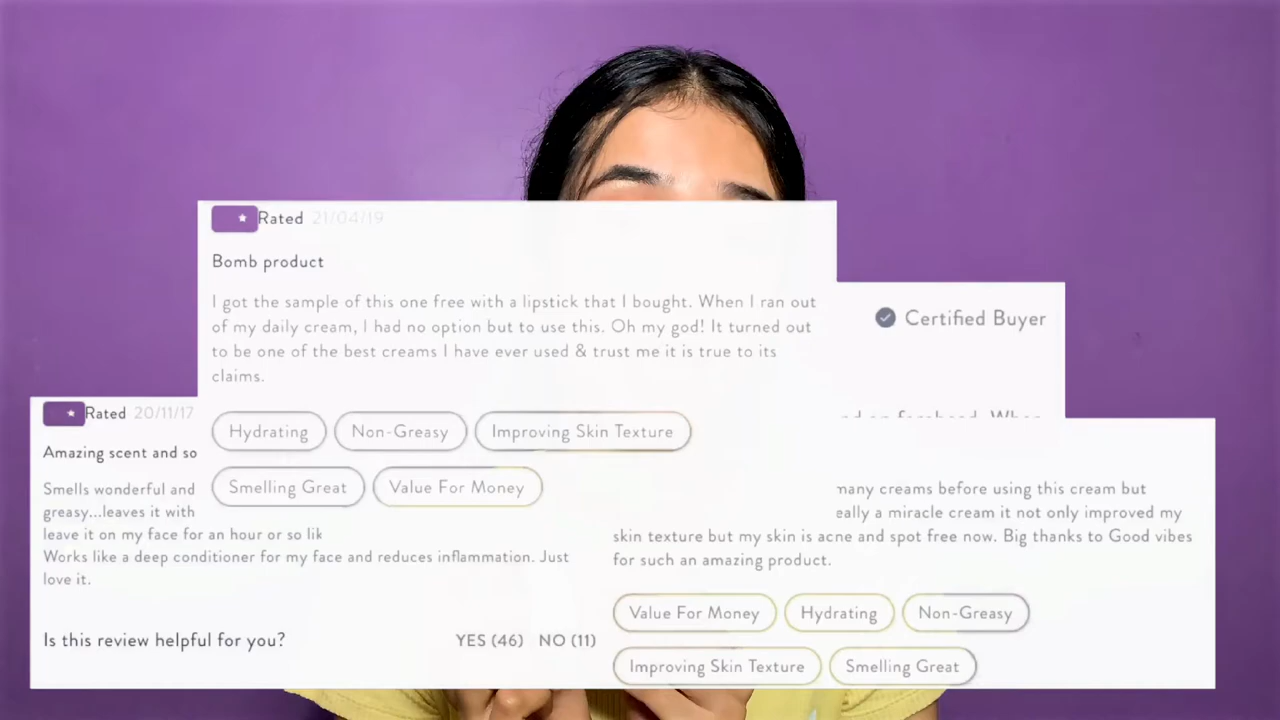 Rated 21/04/19
Bomb product
I got the sample of this one free with a lipstick that I bought. When I ran out
of my daily cream, I had no option but to use this. Oh my god! It turned out
to be one of the best creams I have ever used & trust me it is true to its
claims.
Hydrating Non-Greasy Improving Skin Texture
Smelling Great Value For Money
Certified Buyer
Rated 20/11/17
Amazing scent and so
Smells wonderful and
greasy...leaves it with
leave it on my face for an hour or so lik
Works like a deep conditioner for my face and reduces inflammation. Just
love it.
Is this review helpful for you? YES (46) NO (11)
many creams before using this cream but
eally a miracle cream it not only improved my
skin texture but my skin is acne and spot free now. Big thanks to Good vibes
for such an amazing product.
Value For Money Hydrating Non-Greasy
Improving Skin Texture Smelling Great